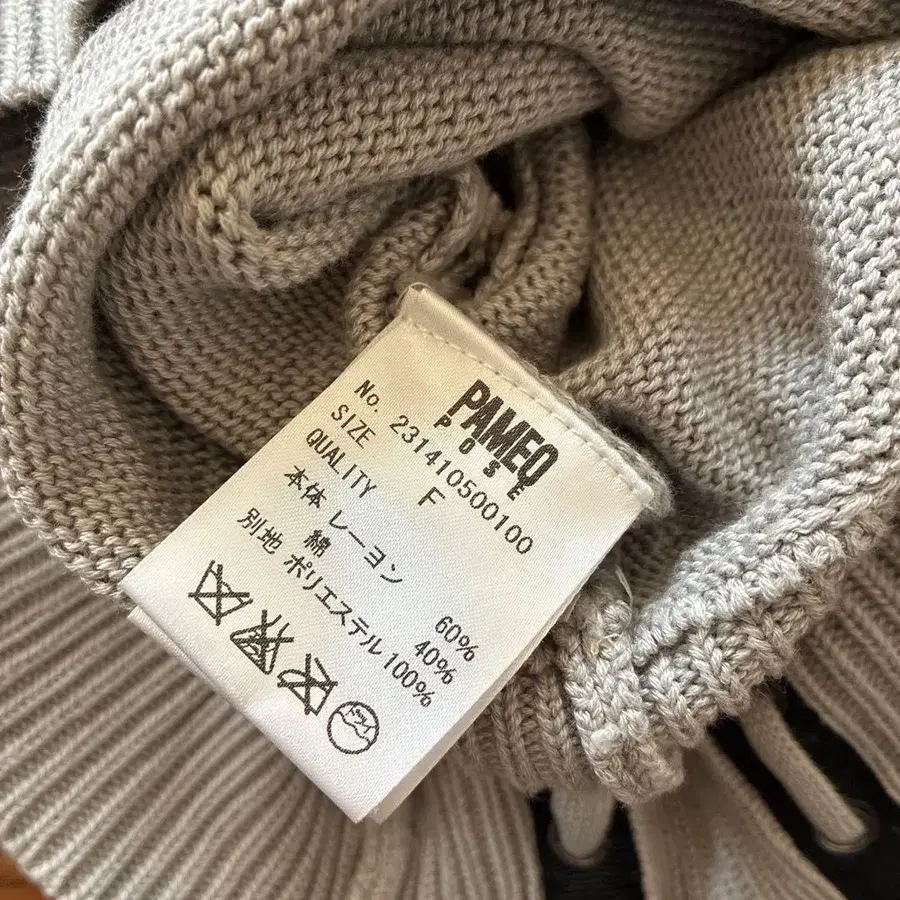 PAMEO
POSE
No. 231410500100
SIZE F
QUALITY
本体 レーヨン 60%
綿 40%
別地 ポリエステル 100%